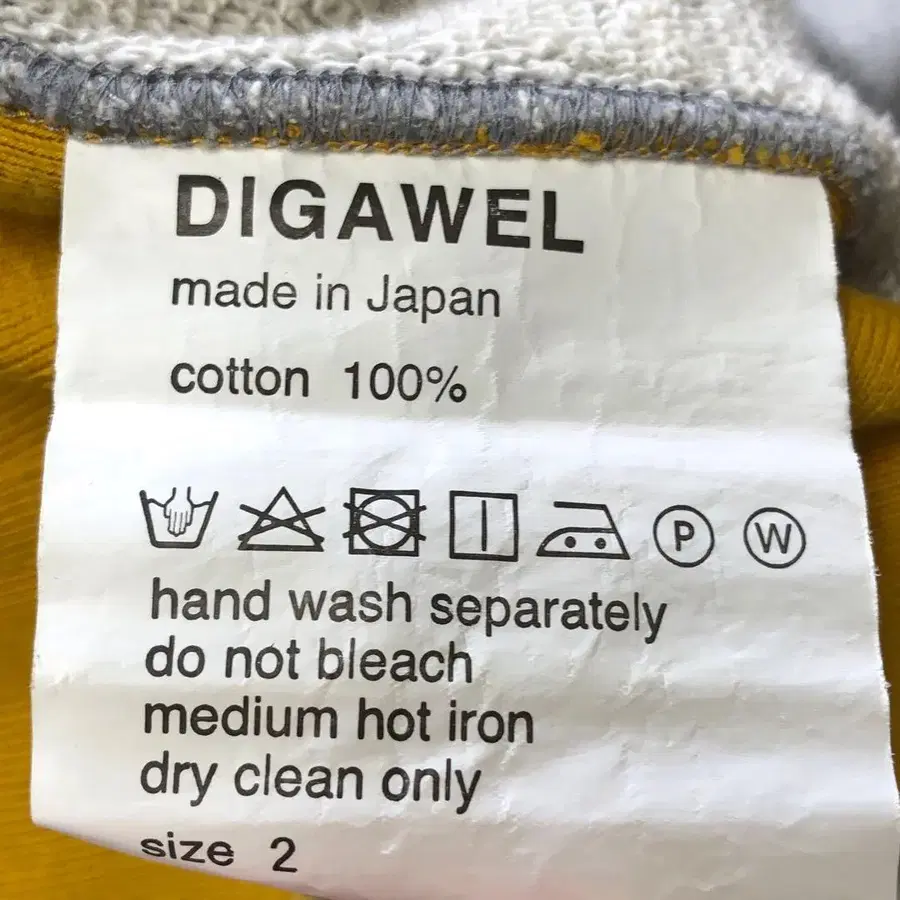 DIGAWEL
made in Japan
cotton 100%
P W
hand wash separately
do not bleach
medium hot iron
dry clean only
size 2